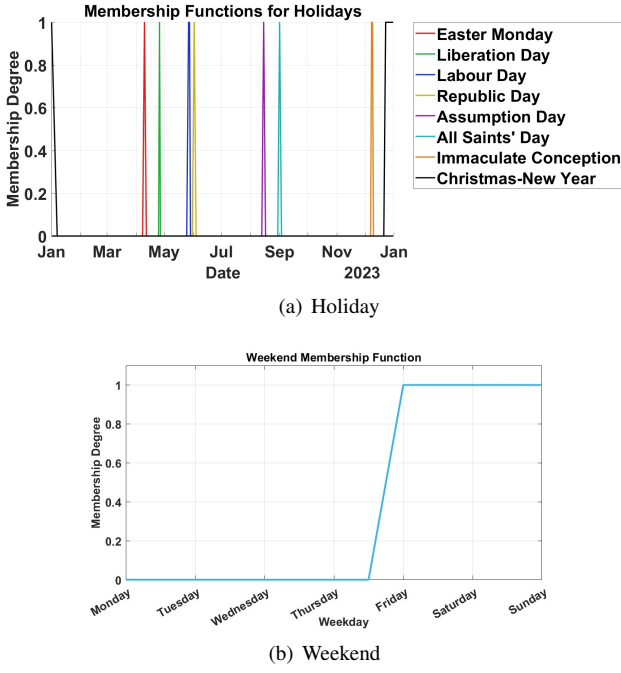 Membership Functions for Holidays
Membership Degree
1
0.8
0.6
0.4
0.2
0
Jan Mar May Jul Sep Nov Jan
Date
2023
Easter Monday
Liberation Day
Labour Day
Republic Day
Assumption Day
All Saints' Day
Immaculate Conception
Christmas-New Year
(a) Holiday
Weekend Membership Function
Membership Degree
1
0.8
0.6
0.4
0.2
0
Monday Tuesday Wednesday Thursday Friday Saturday Sunday
Weekday
(b) Weekend